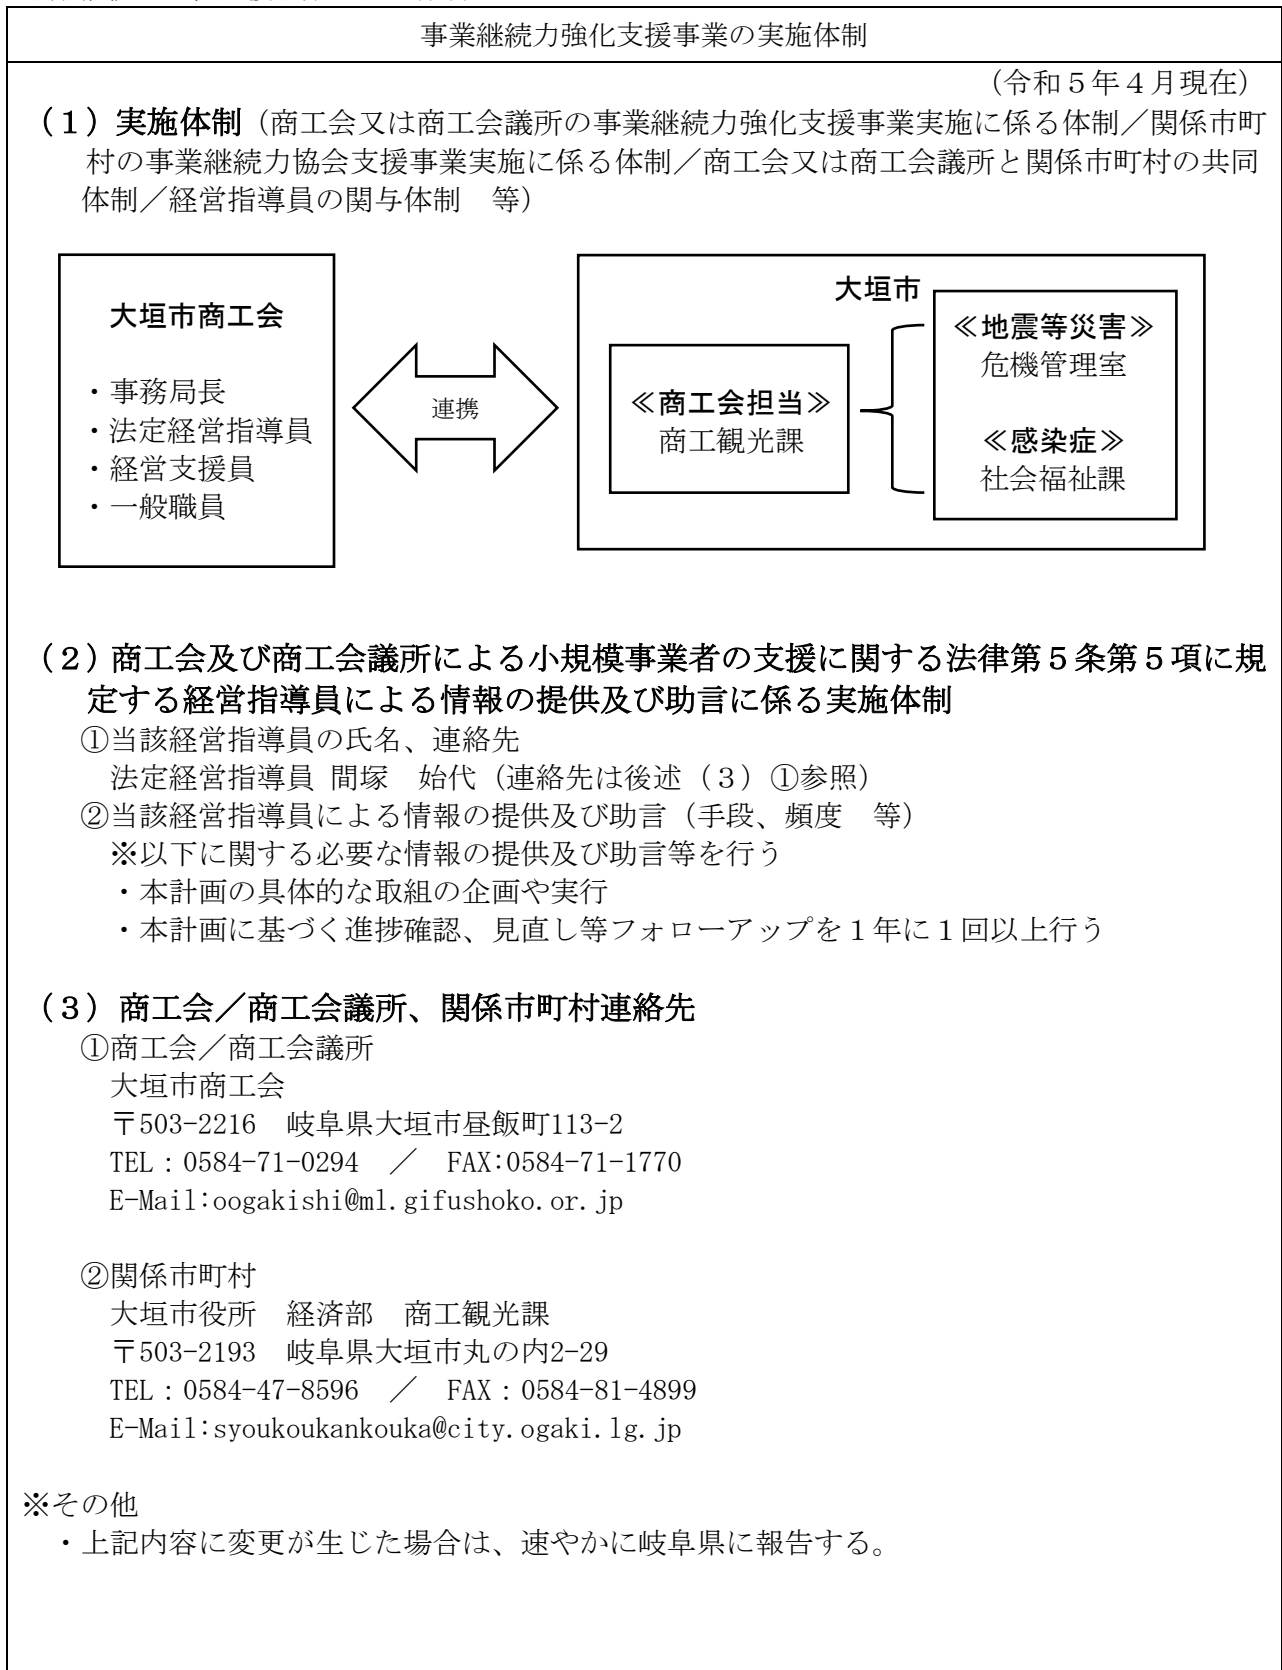 事業継続力強化支援事業の実施体制
（令和５年４月現在）
（１）実施体制（商工会又は商工会議所の事業継続力強化支援事業実施に係る体制／関係市町
村の事業継続力協会支援事業実施に係る体制／商工会又は商工会議所と関係市町村の共同
体制／経営指導員の関与体制　等）
大垣市商工会
・事務局長
・法定経営指導員
・経営支援員
・一般職員
連携
大垣市
≪商工会担当≫
商工観光課
≪地震等災害≫
危機管理室
≪感染症≫
社会福祉課
（２）商工会及び商工会議所による小規模事業者の支援に関する法律第５条第５項に規
定する経営指導員による情報の提供及び助言に係る実施体制
①当該経営指導員の氏名、連絡先
法定経営指導員 間塚　始代（連絡先は後述（３）①参照）
②当該経営指導員による情報の提供及び助言（手段、頻度　等）
※以下に関する必要な情報の提供及び助言等を行う
・本計画の具体的な取組の企画や実行
・本計画に基づく進捗確認、見直し等フォローアップを１年に１回以上行う
（３）商工会／商工会議所、関係市町村連絡先
①商工会／商工会議所
大垣市商工会
〒503-2216　岐阜県大垣市昼飯町113-2
TEL：0584-71-0294　／　FAX:0584-71-1770
E-Mail:oogakishi@ml.gifushoko.or.jp
②関係市町村
大垣市役所　経済部　商工観光課
〒503-2193　岐阜県大垣市丸の内2-29
TEL：0584-47-8596　／　FAX：0584-81-4899
E-Mail:syoukoukankouka@city.ogaki.lg.jp
※その他
・上記内容に変更が生じた場合は、速やかに岐阜県に報告する。